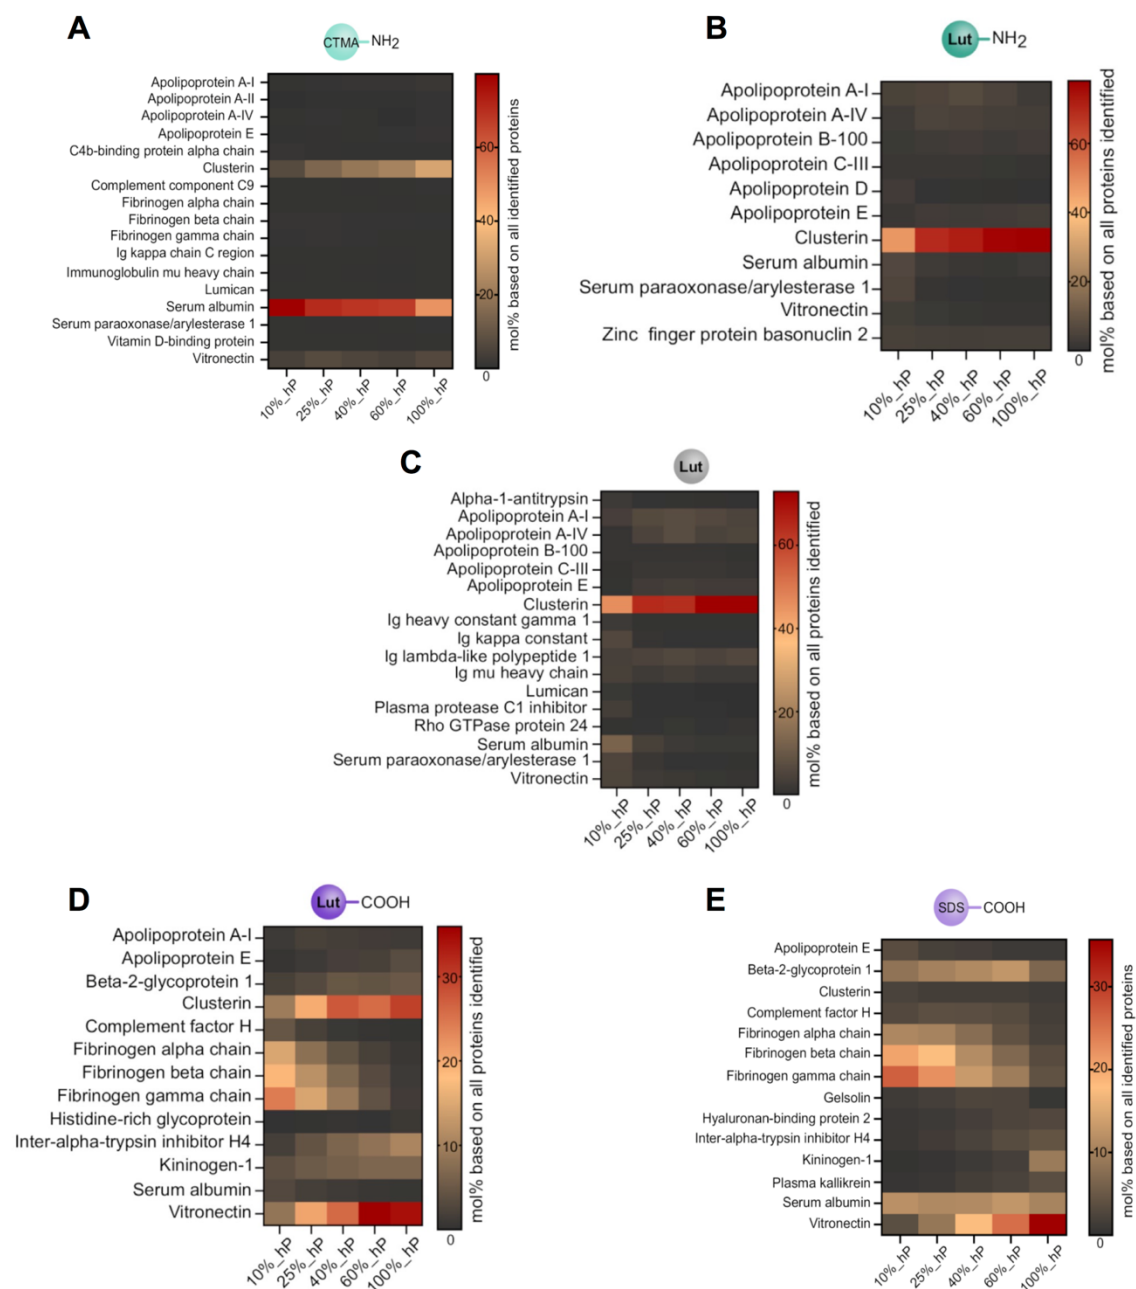 A
CTMA NH2
Apolipoprotein A-I
Apolipoprotein A-II
Apolipoprotein A-IV
Apolipoprotein E
C4b-binding protein alpha chain
Clusterin
Complement component C9
Fibrinogen alpha chain
Fibrinogen beta chain
Fibrinogen gamma chain
Ig kappa chain C region
Immunoglobulin mu heavy chain
Lumican
Serum albumin
Serum paraoxonase/arylesterase 1
Vitamin D-binding protein
Vitronectin
10%_hP 25%_hP 40%_hP 60%_hP 100%_hP
60
40
20
0
mol% based on all identified proteins
B
Lut NH2
Apolipoprotein A-I
Apolipoprotein A-IV
Apolipoprotein B-100
Apolipoprotein C-III
Apolipoprotein D
Apolipoprotein E
Clusterin
Serum albumin
Serum paraoxonase/arylesterase 1
Vitronectin
Zinc finger protein basonuclin 2
10%_hP 25%_hP 40%_hP 60%_hP 100%_hP
60
40
20
0
mol% based on all proteins identified
C
Lut
Alpha-1-antitrypsin
Apolipoprotein A-I
Apolipoprotein A-IV
Apolipoprotein B-100
Apolipoprotein C-III
Apolipoprotein E
Clusterin
Ig heavy constant gamma 1
Ig kappa constant
Ig lambda-like polypeptide 1
Ig mu heavy chain
Lumican
Plasma protease C1 inhibitor
Rho GTPase protein 24
Serum albumin
Serum paraoxonase/arylesterase 1
Vitronectin
10%_hP 25%_hP 40%_hP 60%_hP 100%_hP
60
40
20
0
mol% based on all proteins identified
D
Lut COOH
Apolipoprotein A-I
Apolipoprotein E
Beta-2-glycoprotein 1
Clusterin
Complement factor H
Fibrinogen alpha chain
Fibrinogen beta chain
Fibrinogen gamma chain
Histidine-rich glycoprotein
Inter-alpha-trypsin inhibitor H4
Kininogen-1
Serum albumin
Vitronectin
10%_hP 25%_hP 40%_hP 60%_hP 100%_hP
30
20
10
0
mol% based on all proteins identified
E
SDS COOH
Apolipoprotein E
Beta-2-glycoprotein 1
Clusterin
Complement factor H
Fibrinogen alpha chain
Fibrinogen beta chain
Fibrinogen gamma chain
Gelsolin
Hyaluronan-binding protein 2
Inter-alpha-trypsin inhibitor H4
Kininogen-1
Plasma kallikrein
Serum albumin
Vitronectin
10%_hP 25%_hP 40%_hP 60%_hP 100%_hP
30
20
10
0
mol% based on all identified proteins